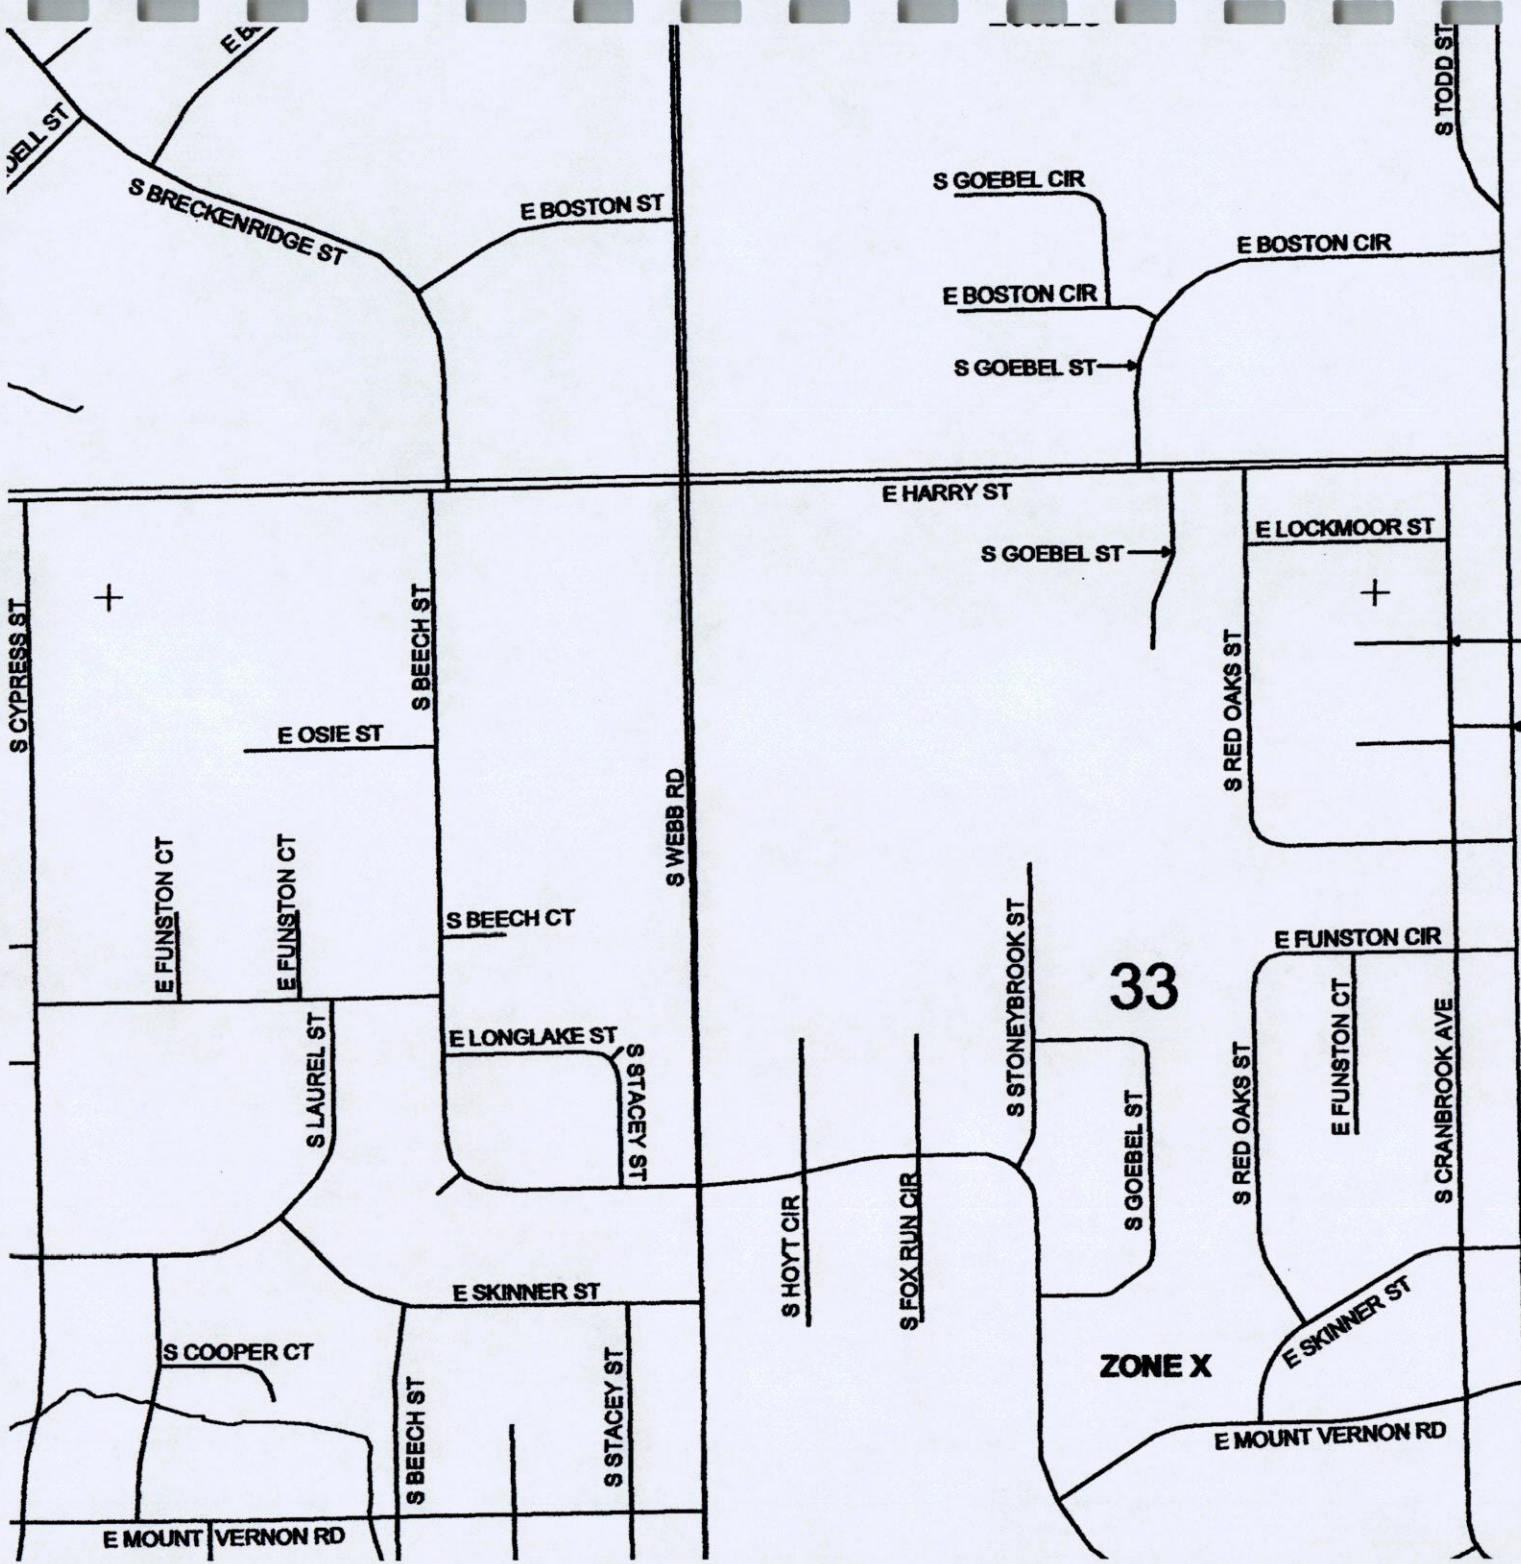 E B
S TODD ST
DELL ST
S BRECKENRIDGE ST
E BOSTON ST
S GOEBEL CIR
E BOSTON CIR
E BOSTON CIR
S GOEBEL ST
E HARRY ST
S GOEBEL ST
E LOCKMOOR ST
S CYPRESS ST
S BEECH ST
S RED OAKS ST
E OSIE ST
S WEBB RD
E FUNSTON CT
E FUNSTON CT
S BEECH CT
S STONEYBROOK ST
E FUNSTON CIR
33
E FUNSTON CT
S CRANBROOK AVE
S LAUREL ST
E LONGLAKE ST
S STACEY ST
S GOEBEL ST
S RED OAKS ST
S HOYT CIR
S FOX RUN CIR
E SKINNER ST
E SKINNER ST
S COOPER CT
ZONE X
S BEECH ST
S STACEY ST
E MOUNT VERNON RD
E MOUNT VERNON RD